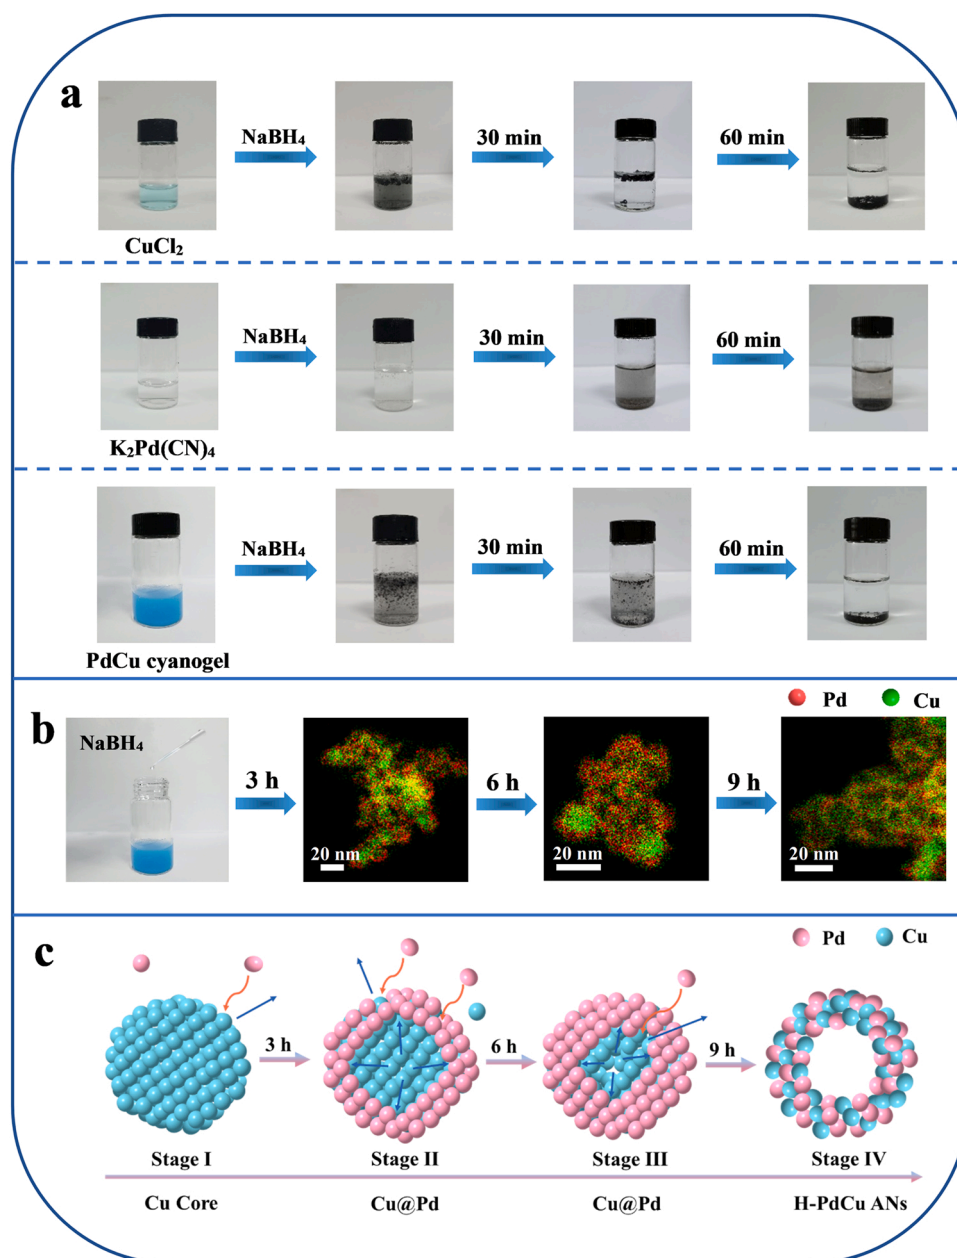 a
NaBH₄
30 min
60 min
CuCl₂
NaBH₄
30 min
60 min
K₂Pd(CN)₄
NaBH₄
30 min
60 min
PdCu cyanogel
b
Pd
Cu
NaBH₄
3 h
6 h
9 h
20 nm
20 nm
20 nm
c
Pd
Cu
3 h
6 h
9 h
Stage I
Stage II
Stage III
Stage IV
Cu Core
Cu@Pd
Cu@Pd
H-PdCu ANs